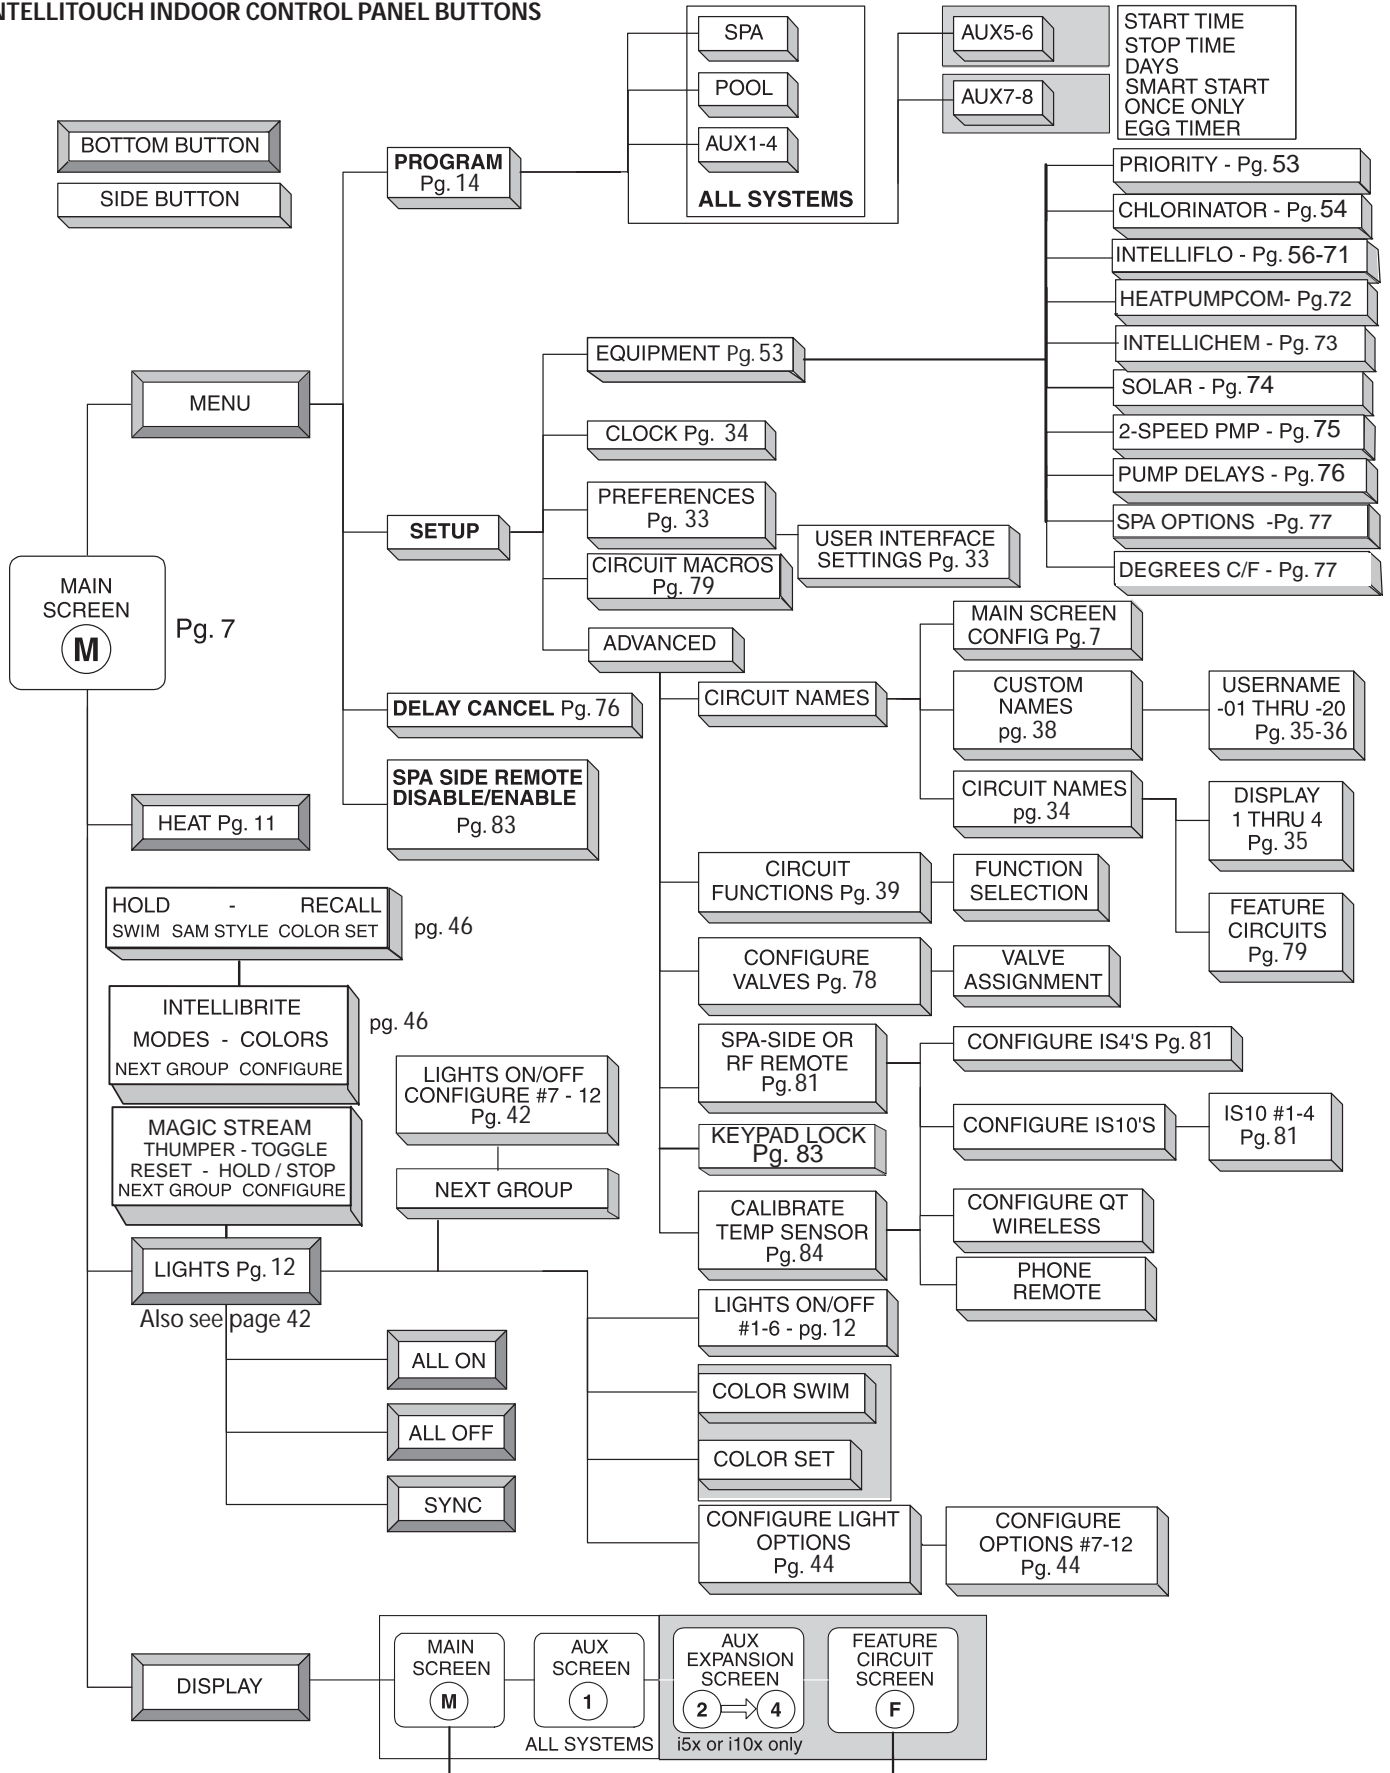 NTELLITOUCH INDOOR CONTROL PANEL BUTTONS
BOTTOM BUTTON
SIDE BUTTON
MAIN
SCREEN
M
Pg. 7
MENU
PROGRAM
Pg. 14
SPA
POOL
AUX1-4
ALL SYSTEMS
AUX5-6
AUX7-8
START TIME
STOP TIME
DAYS
SMART START
ONCE ONLY
EGG TIMER
SETUP
EQUIPMENT Pg. 53
PRIORITY - Pg. 53
CHLORINATOR - Pg. 54
INTELLIFLO - Pg. 56-71
HEATPUMPCOM- Pg.72
INTELLICHEM - Pg. 73
SOLAR - Pg. 74
2-SPEED PMP - Pg. 75
PUMP DELAYS - Pg. 76
SPA OPTIONS -Pg. 77
DEGREES C/F - Pg. 77
CLOCK Pg. 34
PREFERENCES
Pg. 33
USER INTERFACE
SETTINGS Pg. 33
CIRCUIT MACROS
Pg. 79
ADVANCED
CIRCUIT NAMES
MAIN SCREEN
CONFIG Pg. 7
CUSTOM
NAMES
pg. 38
USERNAME
-01 THRU -20
Pg. 35-36
CIRCUIT NAMES
pg. 34
DISPLAY
1 THRU 4
Pg. 35
FEATURE
CIRCUITS
Pg. 79
CIRCUIT
FUNCTIONS Pg. 39
FUNCTION
SELECTION
CONFIGURE
VALVES Pg. 78
VALVE
ASSIGNMENT
SPA-SIDE OR
RF REMOTE
Pg. 81
KEYPAD LOCK
Pg. 83
CALIBRATE
TEMP SENSOR
Pg. 84
CONFIGURE IS4'S Pg. 81
CONFIGURE IS10'S
IS10 #1-4
Pg. 81
CONFIGURE QT
WIRELESS
PHONE
REMOTE
DELAY CANCEL Pg. 76
SPA SIDE REMOTE
DISABLE/ENABLE
Pg. 83
HEAT Pg. 11
HOLD - RECALL
SWIM SAM STYLE COLOR SET
pg. 46
INTELLIBRITE
MODES - COLORS
NEXT GROUP CONFIGURE
pg. 46
MAGIC STREAM
THUMPER - TOGGLE
RESET - HOLD / STOP
NEXT GROUP CONFIGURE
LIGHTS ON/OFF
CONFIGURE #7 - 12
Pg. 42
NEXT GROUP
LIGHTS Pg. 12
Also see page 42
ALL ON
ALL OFF
SYNC
LIGHTS ON/OFF
#1-6 - pg. 12
COLOR SWIM
COLOR SET
CONFIGURE LIGHT
OPTIONS
Pg. 44
CONFIGURE
OPTIONS #7-12
Pg. 44
DISPLAY
MAIN
SCREEN
M
AUX
SCREEN
1
ALL SYSTEMS
AUX
EXPANSION
SCREEN
2 4
i5x or i10x only
FEATURE
CIRCUIT
SCREEN
F